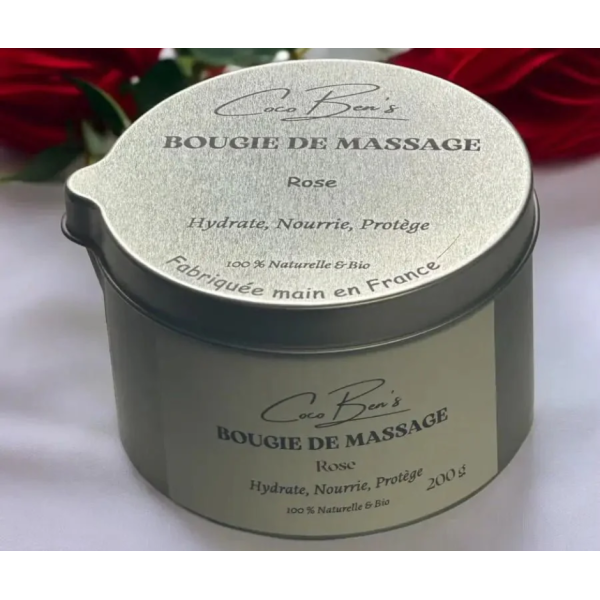 Coco Ben's
BOUGIE DE MASSAGE
Rose
Hydrate, Nourrie, Protège
100 % Naturelle & Bio
Fabriquée main en France
Coco Ben's
BOUGIE DE MASSAGE
Rose
Hydrate, Nourrie, Protège
200 g
100 % Naturelle & Bio